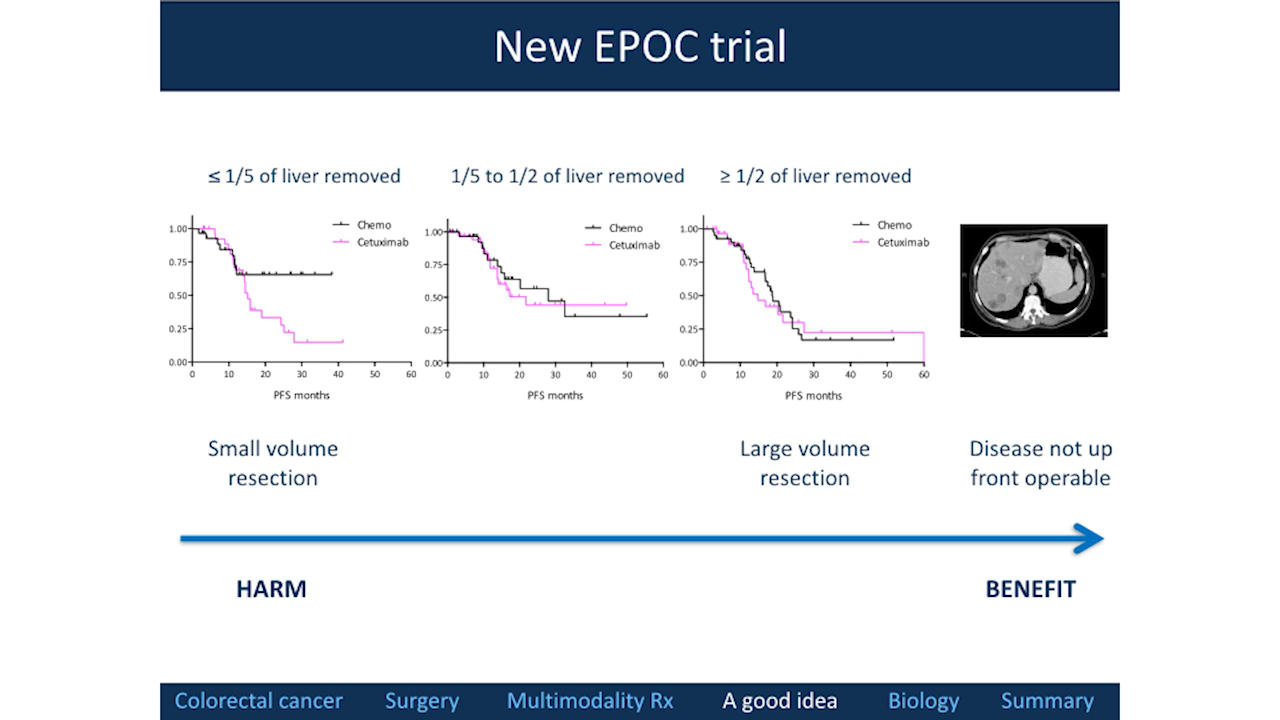 New EPOC trial
≤ 1/5 of liver removed
1/5 to 1/2 of liver removed
≥ 1/2 of liver removed
Chemo
Cetuximab
1.00
0.75
0.50
0.25
0.00
0 10 20 30 40 50 60
PFS months
Chemo
Cetuximab
1.00
0.75
0.50
0.25
0.00
0 10 20 30 40 50 60
PFS months
Chemo
Cetuximab
1.00
0.75
0.50
0.25
0.00
0 10 20 30 40 50 60
PFS months
Small volume
resection
Large volume
resection
Disease not up
front operable
HARM
BENEFIT
Colorectal cancer Surgery Multimodality Rx A good idea Biology Summary